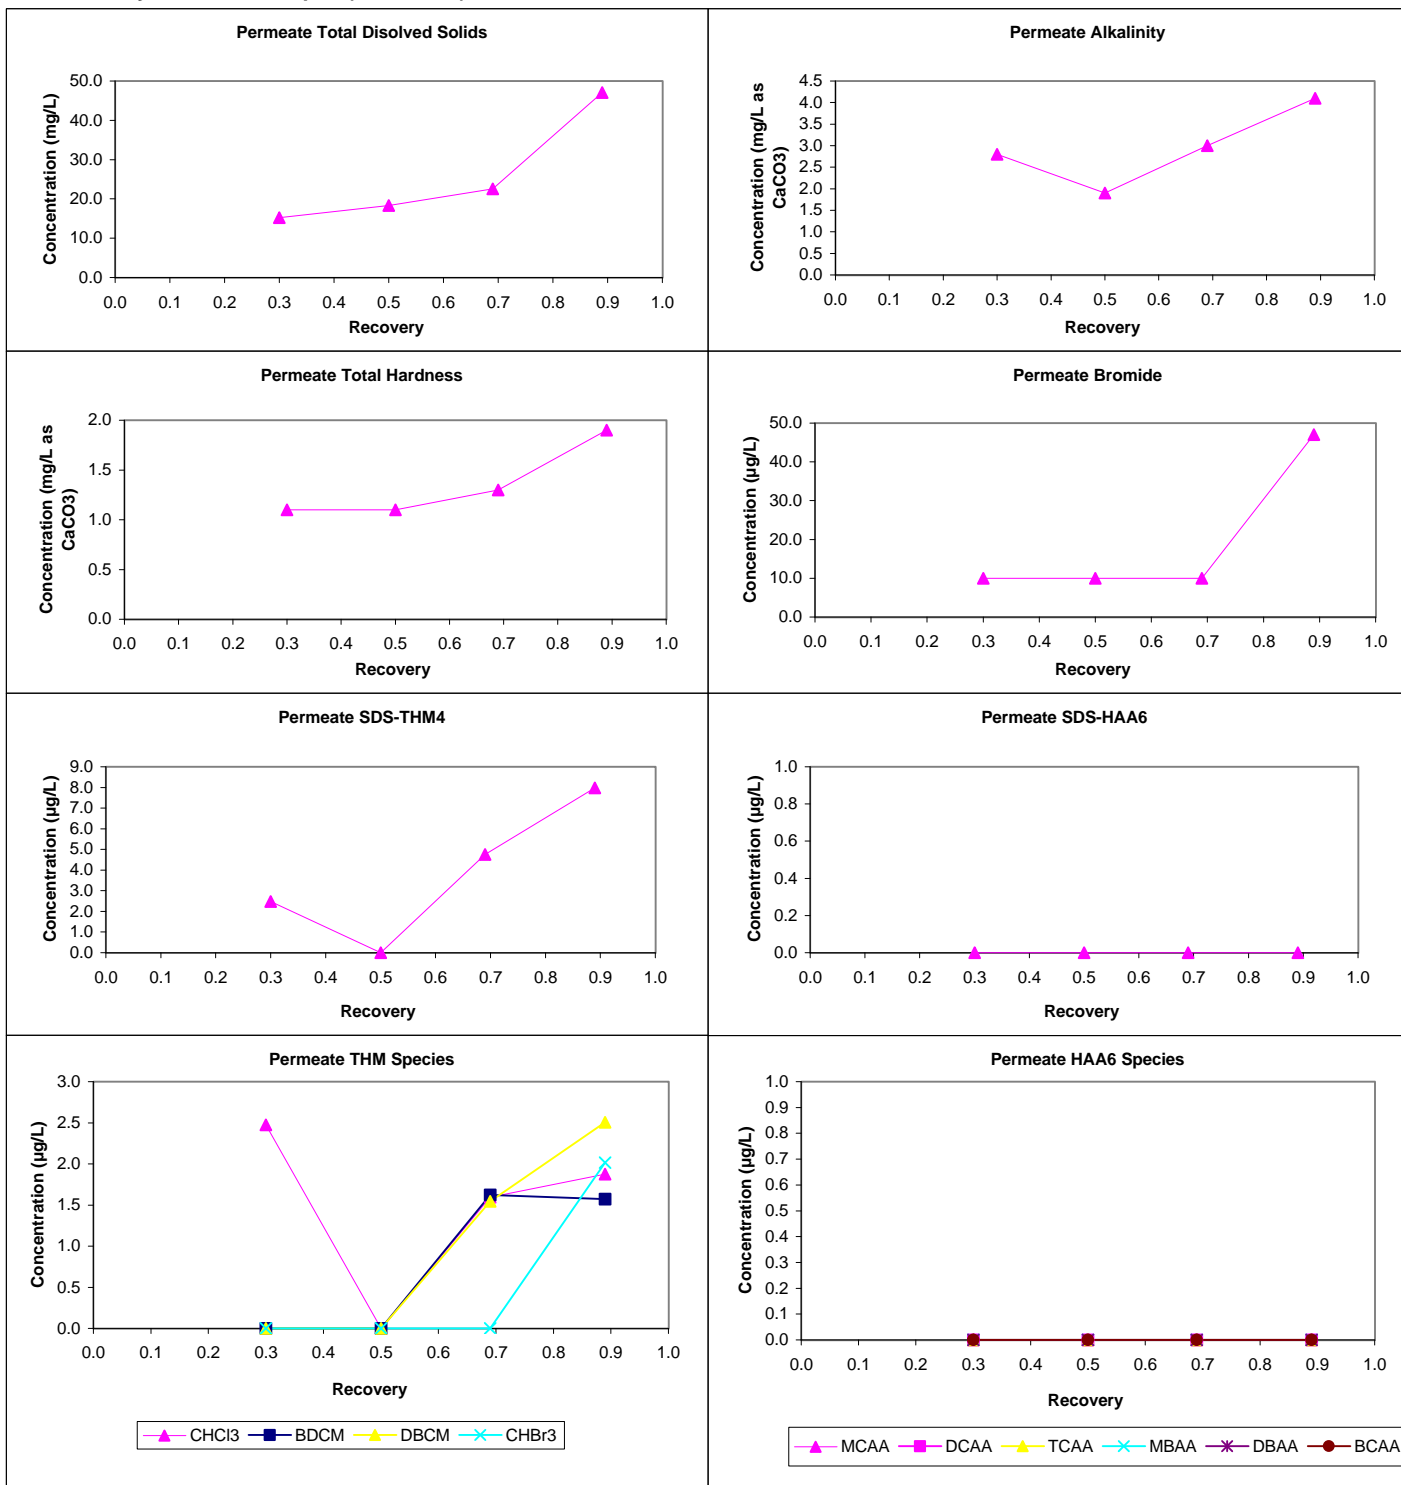 Permeate Total Disolved Solids
Concentration (mg/L)
50.0
40.0
30.0
20.0
10.0
0.0
0.0 0.1 0.2 0.3 0.4 0.5 0.6 0.7 0.8 0.9 1.0
Recovery
Permeate Alkalinity
Concentration (mg/L as
CaCO3)
4.5
4.0
3.5
3.0
2.5
2.0
1.5
1.0
0.5
0.0
0.0 0.1 0.2 0.3 0.4 0.5 0.6 0.7 0.8 0.9 1.0
Recovery
Permeate Total Hardness
Concentration (mg/L as
CaCO3)
2.0
1.5
1.0
0.5
0.0
0.0 0.1 0.2 0.3 0.4 0.5 0.6 0.7 0.8 0.9 1.0
Recovery
Permeate Bromide
Concentration (µg/L)
50.0
40.0
30.0
20.0
10.0
0.0
0.0 0.1 0.2 0.3 0.4 0.5 0.6 0.7 0.8 0.9 1.0
Recovery
Permeate SDS-THM4
Concentration (µg/L)
9.0
8.0
7.0
6.0
5.0
4.0
3.0
2.0
1.0
0.0
0.0 0.1 0.2 0.3 0.4 0.5 0.6 0.7 0.8 0.9 1.0
Recovery
Permeate SDS-HAA6
Concentration (µg/L)
1.0
0.8
0.6
0.4
0.2
0.0
0.0 0.1 0.2 0.3 0.4 0.5 0.6 0.7 0.8 0.9 1.0
Recovery
Permeate THM Species
Concentration (µg/L)
3.0
2.5
2.0
1.5
1.0
0.5
0.0
0.0 0.1 0.2 0.3 0.4 0.5 0.6 0.7 0.8 0.9 1.0
Recovery
CHCl3 BDCM DBCM CHBr3
Permeate HAA6 Species
Concentration (µg/L)
1.0
0.9
0.8
0.7
0.6
0.5
0.4
0.3
0.2
0.1
0.0
0.0 0.1 0.2 0.3 0.4 0.5 0.6 0.7 0.8 0.9 1.0
Recovery
MCAA DCAA TCAA MBAA DBAA BCAA